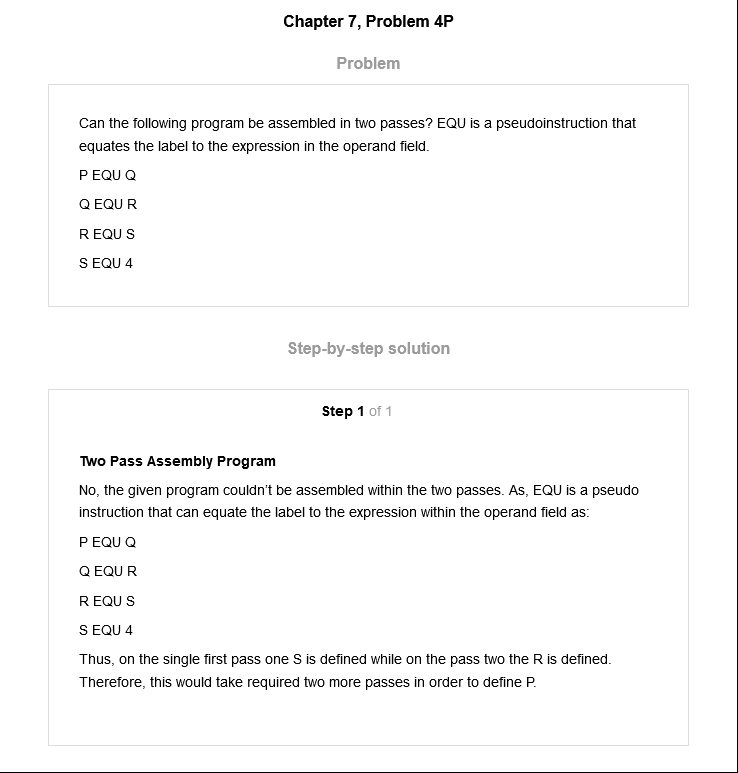 Chapter 7, Problem 4P
Problem
Can the following program be assembled in two passes? EQU is a pseudoinstruction that
equates the label to the expression in the operand field.
P EQU Q
Q EQU R
R EQU S
S EQU 4
Step-by-step solution
Step 1 of 1
Two Pass Assembly Program
No, the given program couldn't be assembled within the two passes. As, EQU is a pseudo
instruction that can equate the label to the expression within the operand field as:
P EQU Q
Q EQU R
R EQU S
S EQU 4
Thus, on the single first pass one S is defined while on the pass two the R is defined.
Therefore, this would take required two more passes in order to define P.